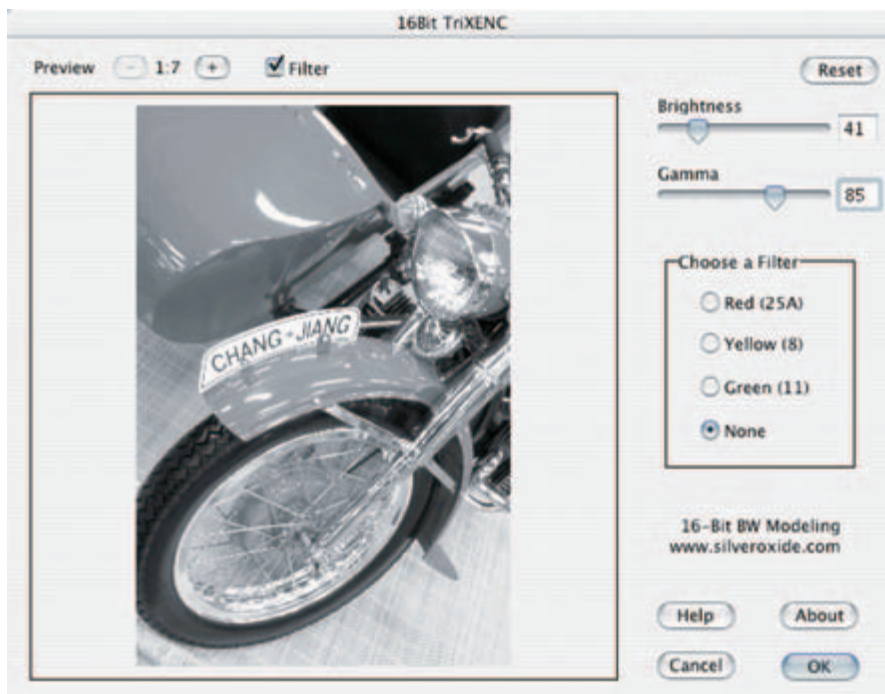 16Bit TriXENC
Preview - 1:7 + Filter
Reset
Brightness
41
Gamma
85
CHANG-JIANG
Choose a Filter
Red (25A)
Yellow (8)
Green (11)
None
16-Bit BW Modeling
www.silveroxide.com
Help About
Cancel OK